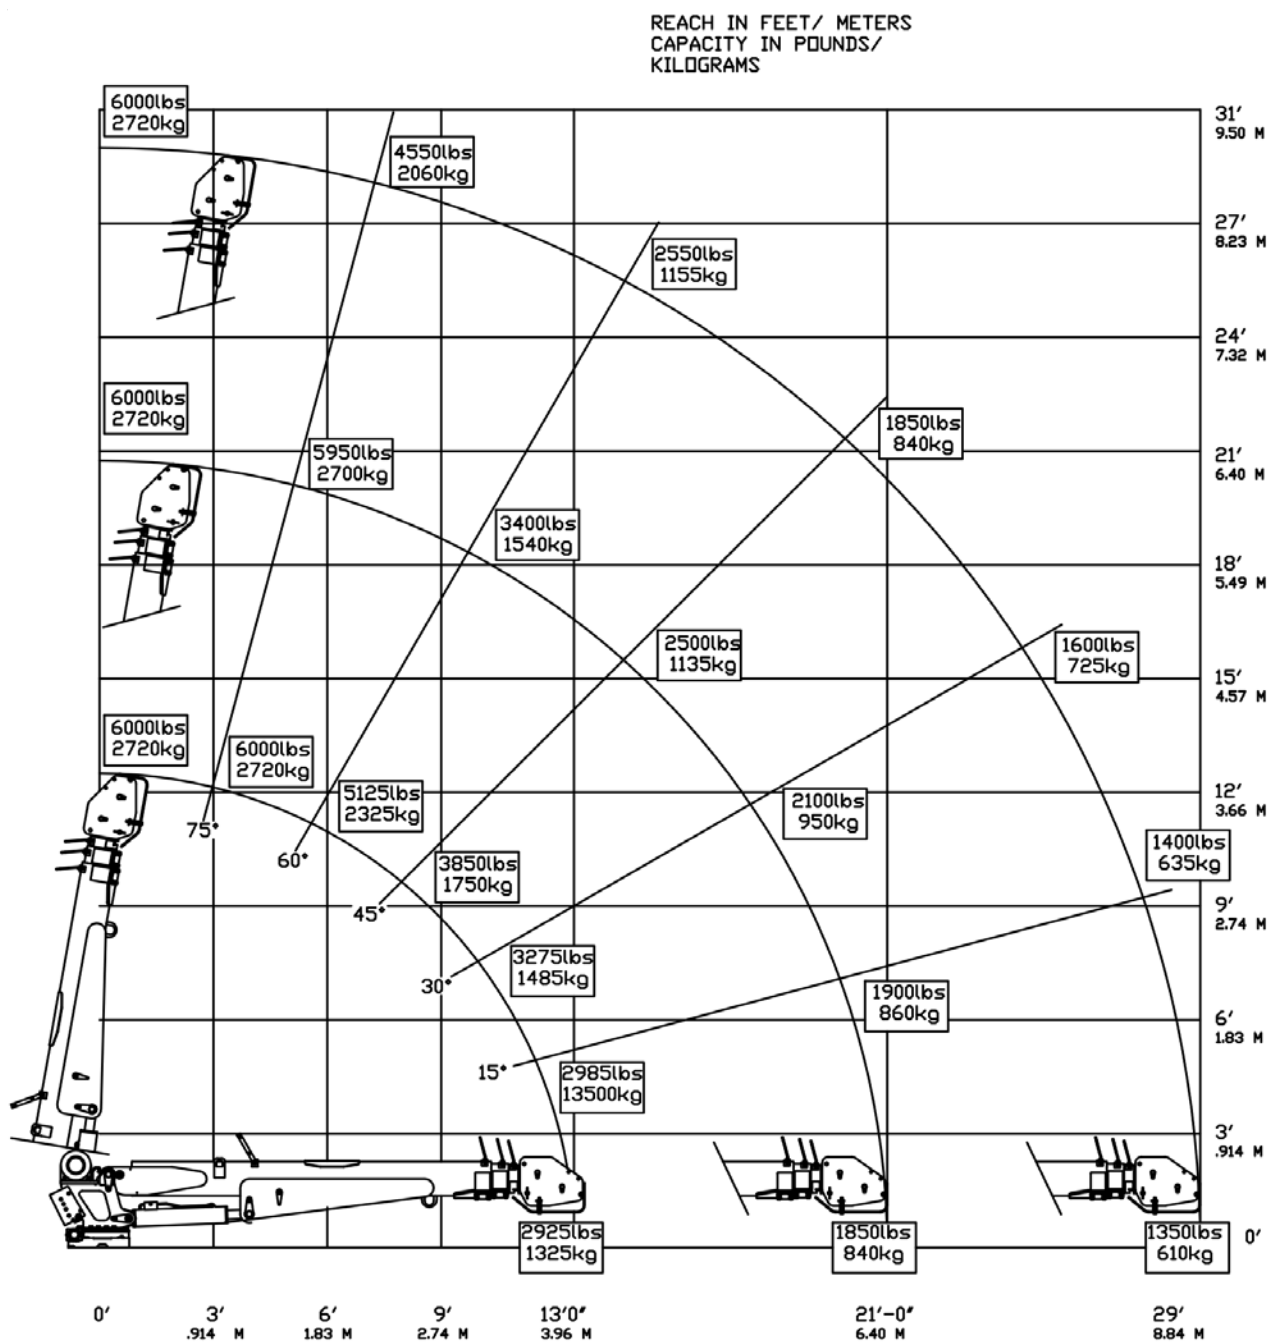 REACH IN FEET/ METERS
CAPACITY IN POUNDS/
KILOGRAMS
6000lbs
2720kg
31′
9.50 M
4550lbs
2060kg
27′
8.23 M
2550lbs
1155kg
24′
7.32 M
6000lbs
2720kg
1850lbs
840kg
5950lbs
2700kg
21′
6.40 M
3400lbs
1540kg
18′
5.49 M
2500lbs
1135kg
1600lbs
725kg
15′
4.57 M
6000lbs
2720kg
6000lbs
2720kg
5125lbs
2325kg
2100lbs
950kg
12′
3.66 M
75°
60°
3850lbs
1750kg
1400lbs
635kg
45°
9′
2.74 M
3275lbs
1485kg
30°
1900lbs
860kg
6′
1.83 M
15°
2985lbs
13500kg
3′
.914 M
2925lbs
1325kg
1850lbs
840kg
1350lbs
610kg
0′
0′ 3′ 6′ 9′ 13′0″ 21′-0″ 29′
.914 M 1.83 M 2.74 M 3.96 M 6.40 M 8.84 M